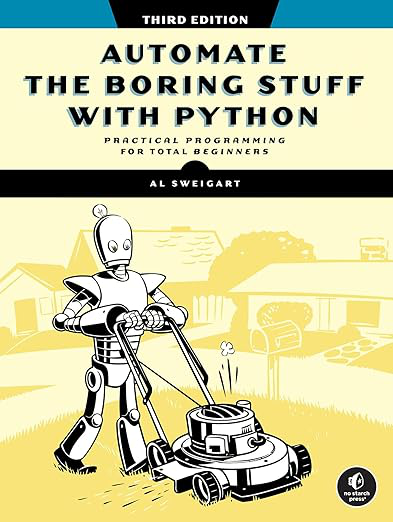 THIRD EDITION
AUTOMATE
THE BORING STUFF
WITH PYTHON
PRACTICAL PROGRAMMING
FOR TOTAL BEGINNERS
AL SWEIGART
no starch
press®